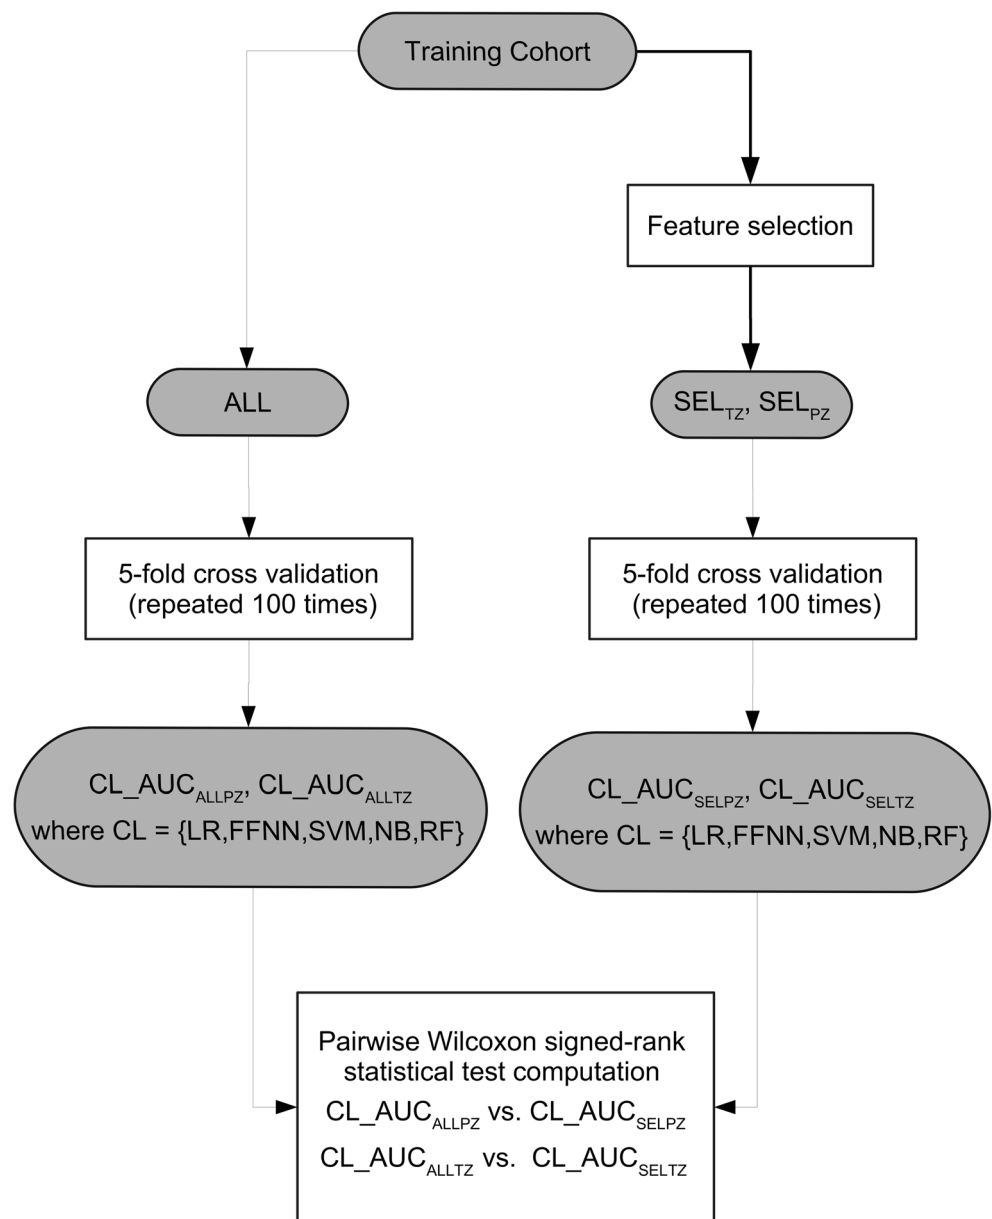 Training Cohort
Feature selection
ALL
SEL_TZ, SEL_PZ
5-fold cross validation
(repeated 100 times)
5-fold cross validation
(repeated 100 times)
CL_AUC_ALLPZ, CL_AUC_ALLTZ
where CL = {LR,FFNN,SVM,NB,RF}
CL_AUC_SELPZ, CL_AUC_SELTZ
where CL = {LR,FFNN,SVM,NB,RF}
Pairwise Wilcoxon signed-rank
statistical test computation
CL_AUC_ALLPZ vs. CL_AUC_SELPZ
CL_AUC_ALLTZ vs. CL_AUC_SELTZ